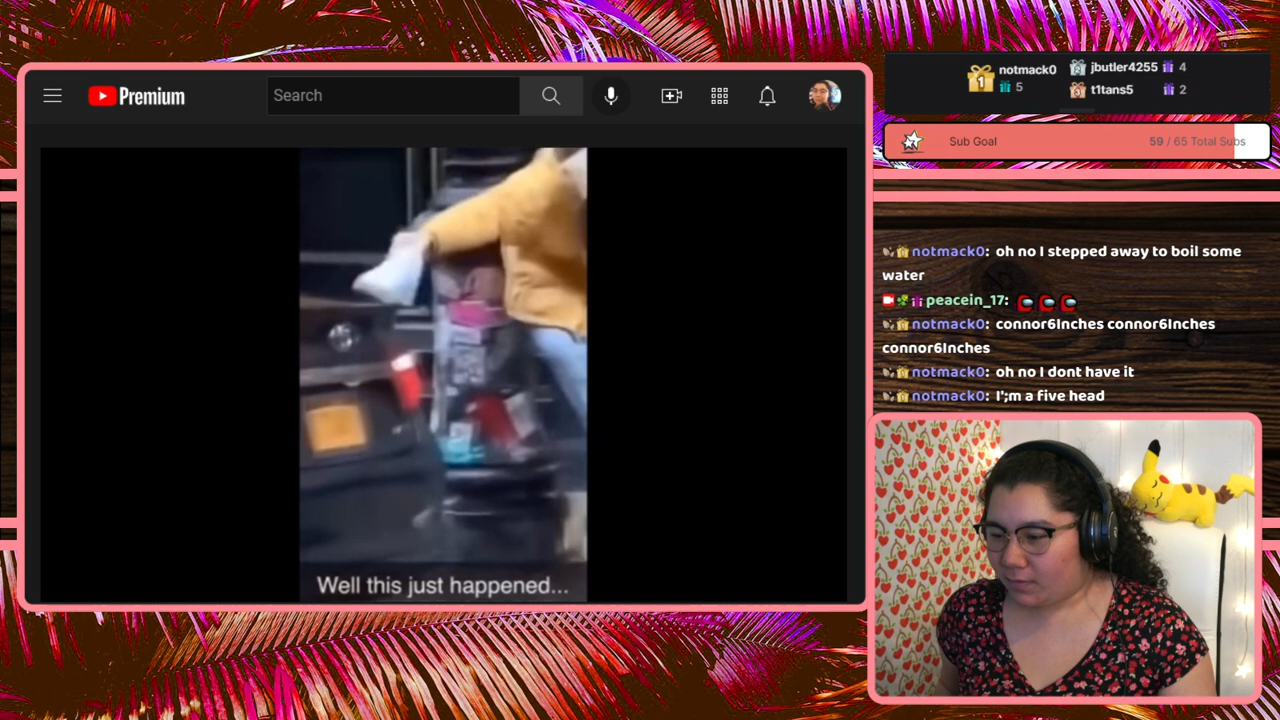 Premium
Search
Well this just happened...
1
notmack0
5
jbutler4255 4
t1tans5 2
Sub Goal
59 / 65 Total Subs
notmack0: oh no I stepped away to boil some
water
peacein_17:
notmack0: connor6Inches connor6Inches
connor6Inches
notmack0: oh no I dont have it
notmack0: I';m a five head